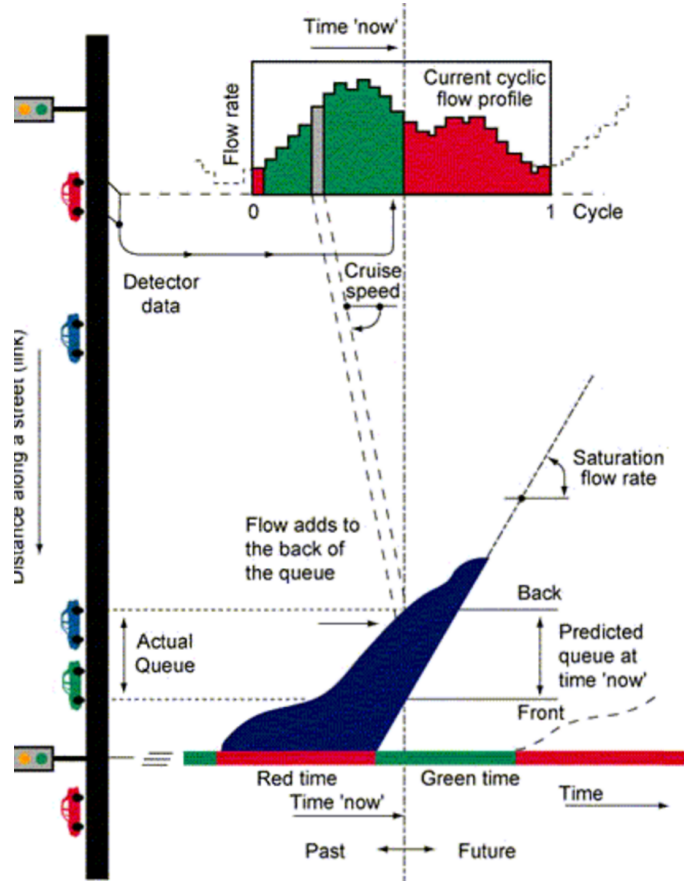 Time 'now'
Current cyclic
flow profile
Flow rate
0
1
Cycle
Detector
data
Cruise
speed
Distance along a street (link)
Saturation
flow rate
Flow adds to
the back of
the queue
Back
Actual
Queue
Predicted
queue at
time 'now'
Front
Red time
Green time
Time 'now'
Time
Past
Future